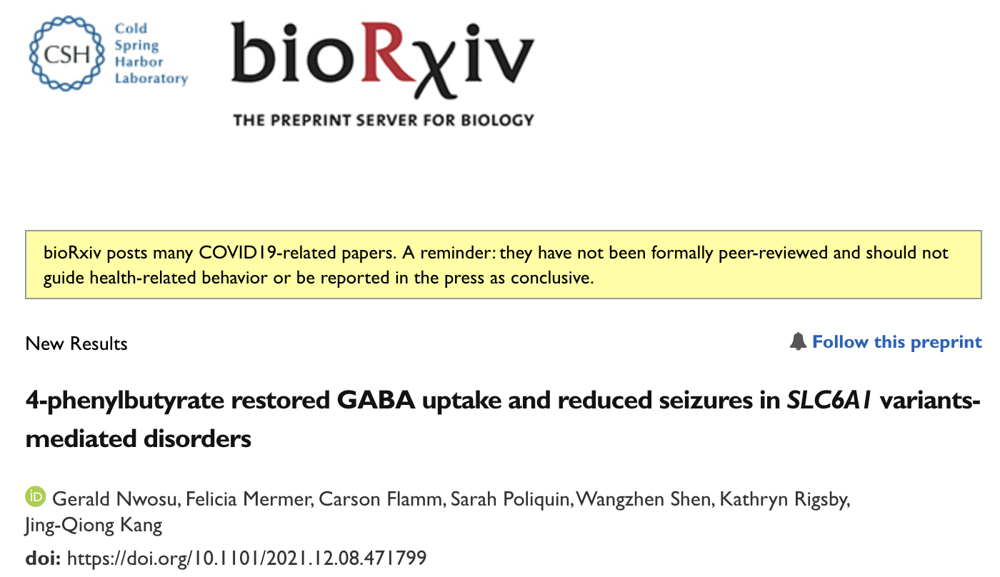 CSH
Cold
Spring
Harbor
Laboratory
bioRxiv
THE PREPRINT SERVER FOR BIOLOGY
bioRxiv posts many COVID19-related papers. A reminder: they have not been formally peer-reviewed and should not
guide health-related behavior or be reported in the press as conclusive.
New Results
Follow this preprint
4-phenylbutyrate restored GABA uptake and reduced seizures in SLC6A1 variants-
mediated disorders
iD Gerald Nwosu, Felicia Mermer, Carson Flamm, Sarah Poliquin, Wangzhen Shen, Kathryn Rigsby,
Jing-Qiong Kang
doi: https://doi.org/10.1101/2021.12.08.471799